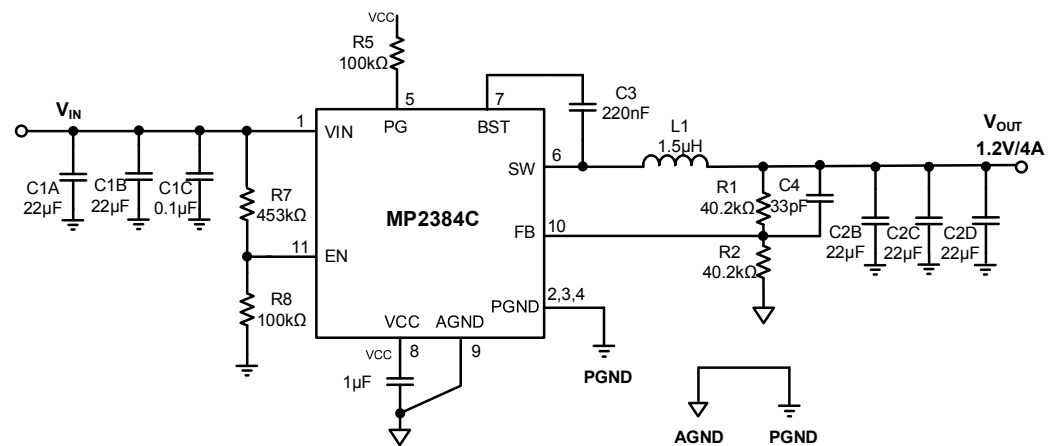 VCC
R5
100kΩ
5
7
C3
220nF
V_IN
1
VIN
PG
BST
L1
1.5µH
V_OUT
1.2V/4A
6
SW
C1A
22µF
C1B
22µF
C1C
0.1µF
R7
453kΩ
MP2384C
R1
40.2kΩ
C4
33pF
FB
10
C2B
22µF
C2C
22µF
C2D
22µF
11
EN
R2
40.2kΩ
R8
100kΩ
PGND
2,3,4
VCC
AGND
VCC
8
9
1µF
PGND
AGND
PGND